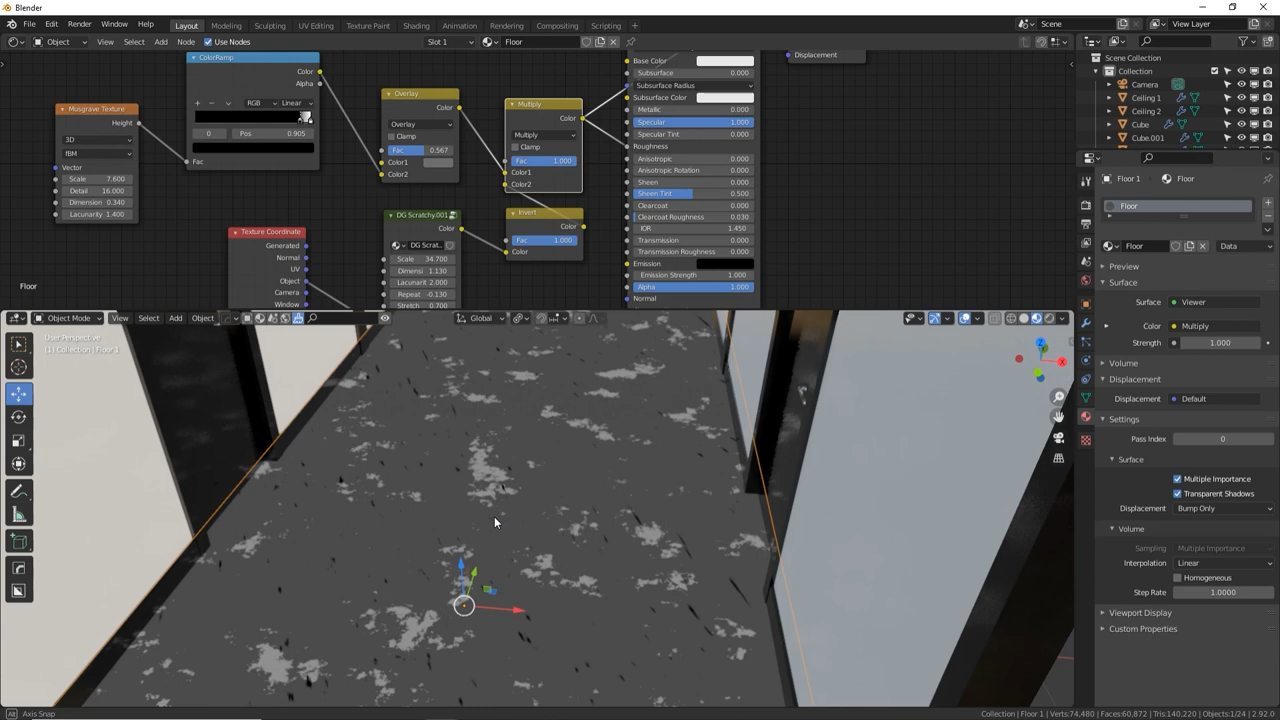 Blender
File Edit Render Window Help
Layout Modeling Sculpting UV Editing Texture Paint Shading Animation Rendering Compositing Scripting +
Scene
View Layer
Object View Select Add Node Use Nodes
Slot 1
Floor
ColorRamp
Color
Alpha
+ −
RGB Linear
0 Pos 0.905
Fac
Musgrave Texture
Height
3D
fBM
Vector
Scale 7.600
Detail 16.000
Dimension 0.340
Lacunarity 1.400
Overlay
Color
Overlay
Clamp
Fac 0.567
Color1
Color2
Multiply
Color
Multiply
Clamp
Fac 1.000
Color1
Color2
DG Scratchy.001
Color
DG Scrat..
Scale 34.700
Dimensi 1.130
Lacunarit 2.000
Repeat -0.130
Stretch 0.700
Invert
Color
Fac 1.000
Color
Texture Coordinate
Generated
Normal
UV
Object
Camera
Window
Floor
Displacement
Base Color
Subsurface 0.000
Subsurface Radius
Subsurface Color
Metallic 0.000
Specular 1.000
Specular Tint 0.000
Roughness
Anisotropic 0.000
Anisotropic Rotation 0.000
Sheen 0.000
Sheen Tint 0.500
Clearcoat 0.000
Clearcoat Roughness 0.030
IOR 1.450
Transmission 0.000
Transmission Roughness 0.000
Emission
Emission Strength 1.000
Alpha 1.000
Normal
Object Mode View Select Add Object
Global
User Perspective
(1) Collection | Floor 1
Z
X
Scene Collection
Collection
Camera
Ceiling 1
Ceiling 2
Cube
Cube.001
Floor 1 Floor
Floor
Floor
Data
Preview
Surface
Surface Viewer
Color Multiply
Strength 1.000
Volume
Displacement
Displacement Default
Settings
Pass Index 0
Surface
Multiple Importance
Transparent Shadows
Displacement Bump Only
Volume
Sampling Multiple Importance
Interpolation Linear
Homogeneous
Step Rate 1.0000
Viewport Display
Custom Properties
Alt Axis Snap
Collection | Floor 1 | Verts:74,480 | Faces:60,872 | Tris:140,220 | Objects:1/24 | 2.92.0